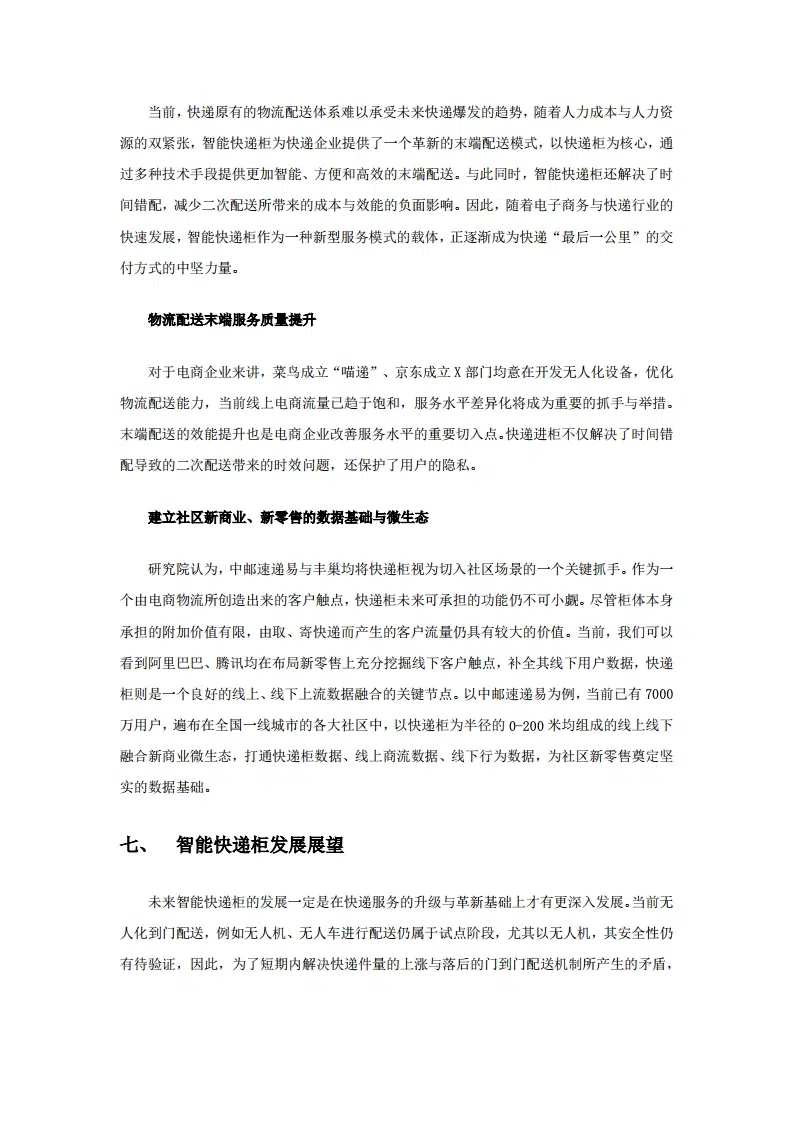 当前，快递原有的物流配送体系难以承受未来快递爆发的趋势，随着人力成本与人力资
源的双紧张，智能快递柜为快递企业提供了一个革新的末端配送模式，以快递柜为核心，通
过多种技术手段提供更加智能、方便和高效的末端配送。与此同时，智能快递柜还解决了时
间错配，减少二次配送所带来的成本与效能的负面影响。因此，随着电子商务与快递行业的
快速发展，智能快递柜作为一种新型服务模式的载体，正逐渐成为快递“最后一公里”的交
付方式的中坚力量。
物流配送末端服务质量提升
对于电商企业来讲，菜鸟成立“喵递”、京东成立 X 部门均意在开发无人化设备，优化
物流配送能力，当前线上电商流量已趋于饱和，服务水平差异化将成为重要的抓手与举措。
末端配送的效能提升也是电商企业改善服务水平的重要切入点。快递进柜不仅解决了时间错
配导致的二次配送带来的时效问题，还保护了用户的隐私。
建立社区新商业、新零售的数据基础与微生态
研究院认为，中邮速递易与丰巢均将快递柜视为切入社区场景的一个关键抓手。作为一
个由电商物流所创造出来的客户触点，快递柜未来可承担的功能仍不可小觑。尽管柜体本身
承担的附加价值有限，由取、寄快递而产生的客户流量仍具有较大的价值。当前，我们可以
看到阿里巴巴、腾讯均在布局新零售上充分挖掘线下客户触点，补全其线下用户数据，快递
柜则是一个良好的线上、线下上流数据融合的关键节点。以中邮速递易为例，当前已有 7000
万用户，遍布在全国一线城市的各大社区中，以快递柜为半径的 0-200 米均组成的线上线下
融合新商业微生态，打通快递柜数据、线上商流数据、线下行为数据，为社区新零售奠定坚
实的数据基础。
七、 智能快递柜发展展望
未来智能快递柜的发展一定是在快递服务的升级与革新基础上才有更深入发展。当前无
人化到门配送，例如无人机、无人车进行配送仍属于试点阶段，尤其以无人机，其安全性仍
有待验证，因此，为了短期内解决快递件量的上涨与落后的门到门配送机制所产生的矛盾，